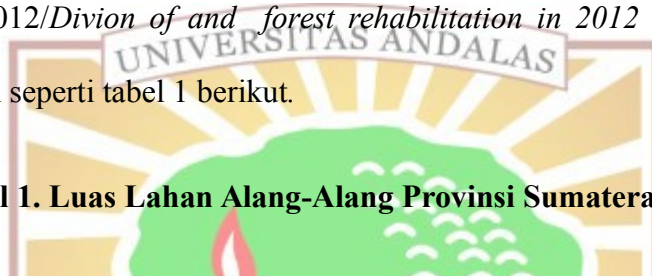 012/Divion of and forest rehabilitation in 2012
UNIVERSITAS ANDALAS
seperti tabel 1 berikut.
1. Luas Lahan Alang-Alang Provinsi Sumatera